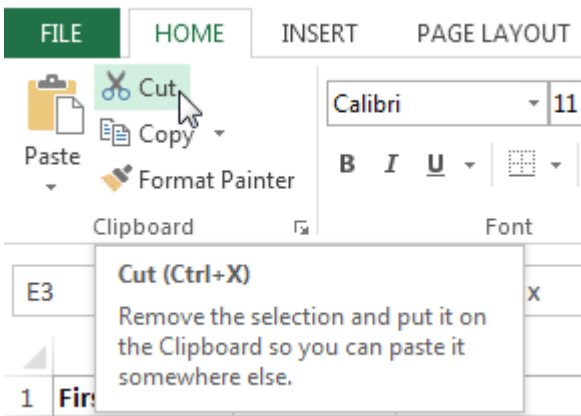 FILE HOME INSERT PAGE LAYOUT
Cut
Calibri 11
Copy
Paste
B I U
Format Painter
Clipboard Font
Cut (Ctrl+X)
E3 x
Remove the selection and put it on
the Clipboard so you can paste it
somewhere else.
1